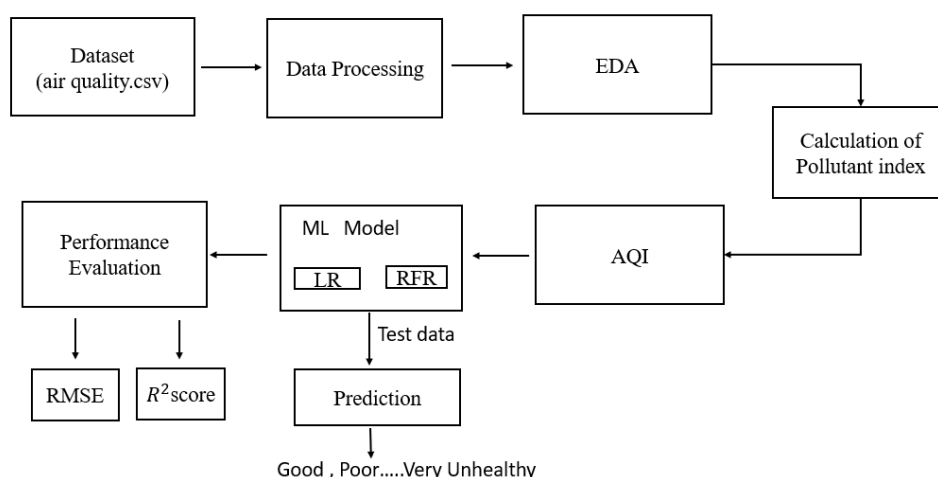 Dataset
(air quality.csv)
Data Processing
EDA
Calculation of
Pollutant index
AQI
ML Model
LR
RFR
Performance
Evaluation
RMSE
R²score
Test data
Prediction
Good , Poor.....Very Unhealthy